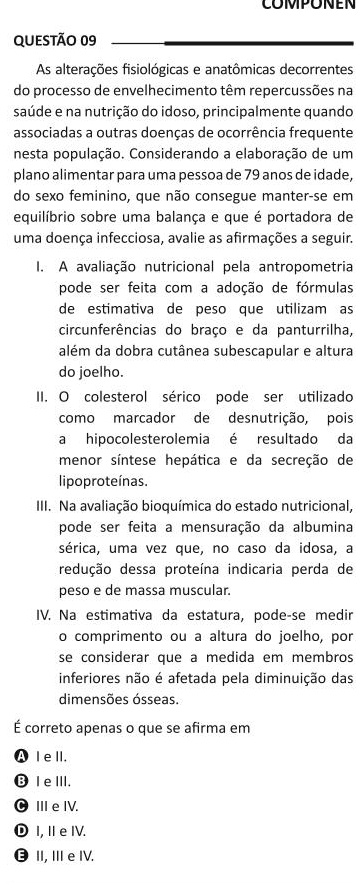 COMPONEN
QUESTÃO 09
As alterações fisiológicas e anatômicas decorrentes
do processo de envelhecimento têm repercussões na
saúde e na nutrição do idoso, principalmente quando
associadas a outras doenças de ocorrência frequente
nesta população. Considerando a elaboração de um
plano alimentar para uma pessoa de 79 anos de idade,
do sexo feminino, que não consegue manter-se em
equilíbrio sobre uma balança e que é portadora de
uma doença infecciosa, avalie as afirmações a seguir.
I. A avaliação nutricional pela antropometria
pode ser feita com a adoção de fórmulas
de estimativa de peso que utilizam as
circunferências do braço e da panturrilha,
além da dobra cutânea subescapular e altura
do joelho.
II. O colesterol sérico pode ser utilizado
como marcador de desnutrição, pois
a hipocolesterolemia é resultado da
menor síntese hepática e da secreção de
lipoproteínas.
III. Na avaliação bioquímica do estado nutricional,
pode ser feita a mensuração da albumina
sérica, uma vez que, no caso da idosa, a
redução dessa proteína indicaria perda de
peso e de massa muscular.
IV. Na estimativa da estatura, pode-se medir
o comprimento ou a altura do joelho, por
se considerar que a medida em membros
inferiores não é afetada pela diminuição das
dimensões ósseas.
É correto apenas o que se afirma em
A I e II.
B I e III.
C III e IV.
D I, II e IV.
E II, III e IV.